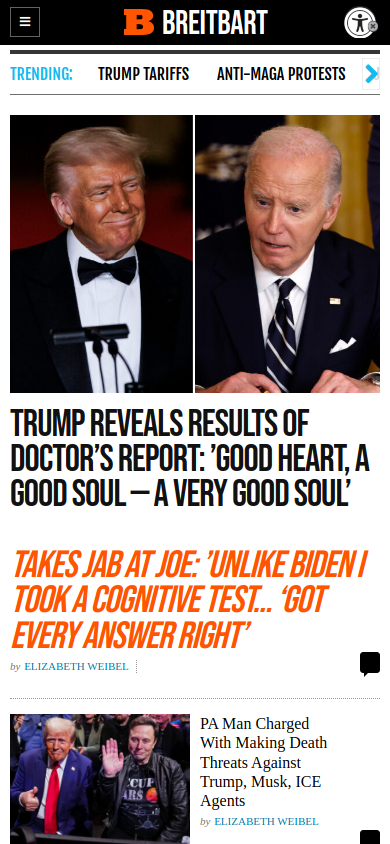 BREITBART
TRENDING: TRUMP TARIFFS ANTI-MAGA PROTESTS
TRUMP REVEALS RESULTS OF
DOCTOR'S REPORT: 'GOOD HEART, A
GOOD SOUL — A VERY GOOD SOUL'
TAKES JAB AT JOE: 'UNLIKE BIDEN I
TOOK A COGNITIVE TEST... 'GOT
EVERY ANSWER RIGHT'
by ELIZABETH WEIBEL
PA Man Charged
With Making Death
Threats Against
Trump, Musk, ICE
Agents
by ELIZABETH WEIBEL